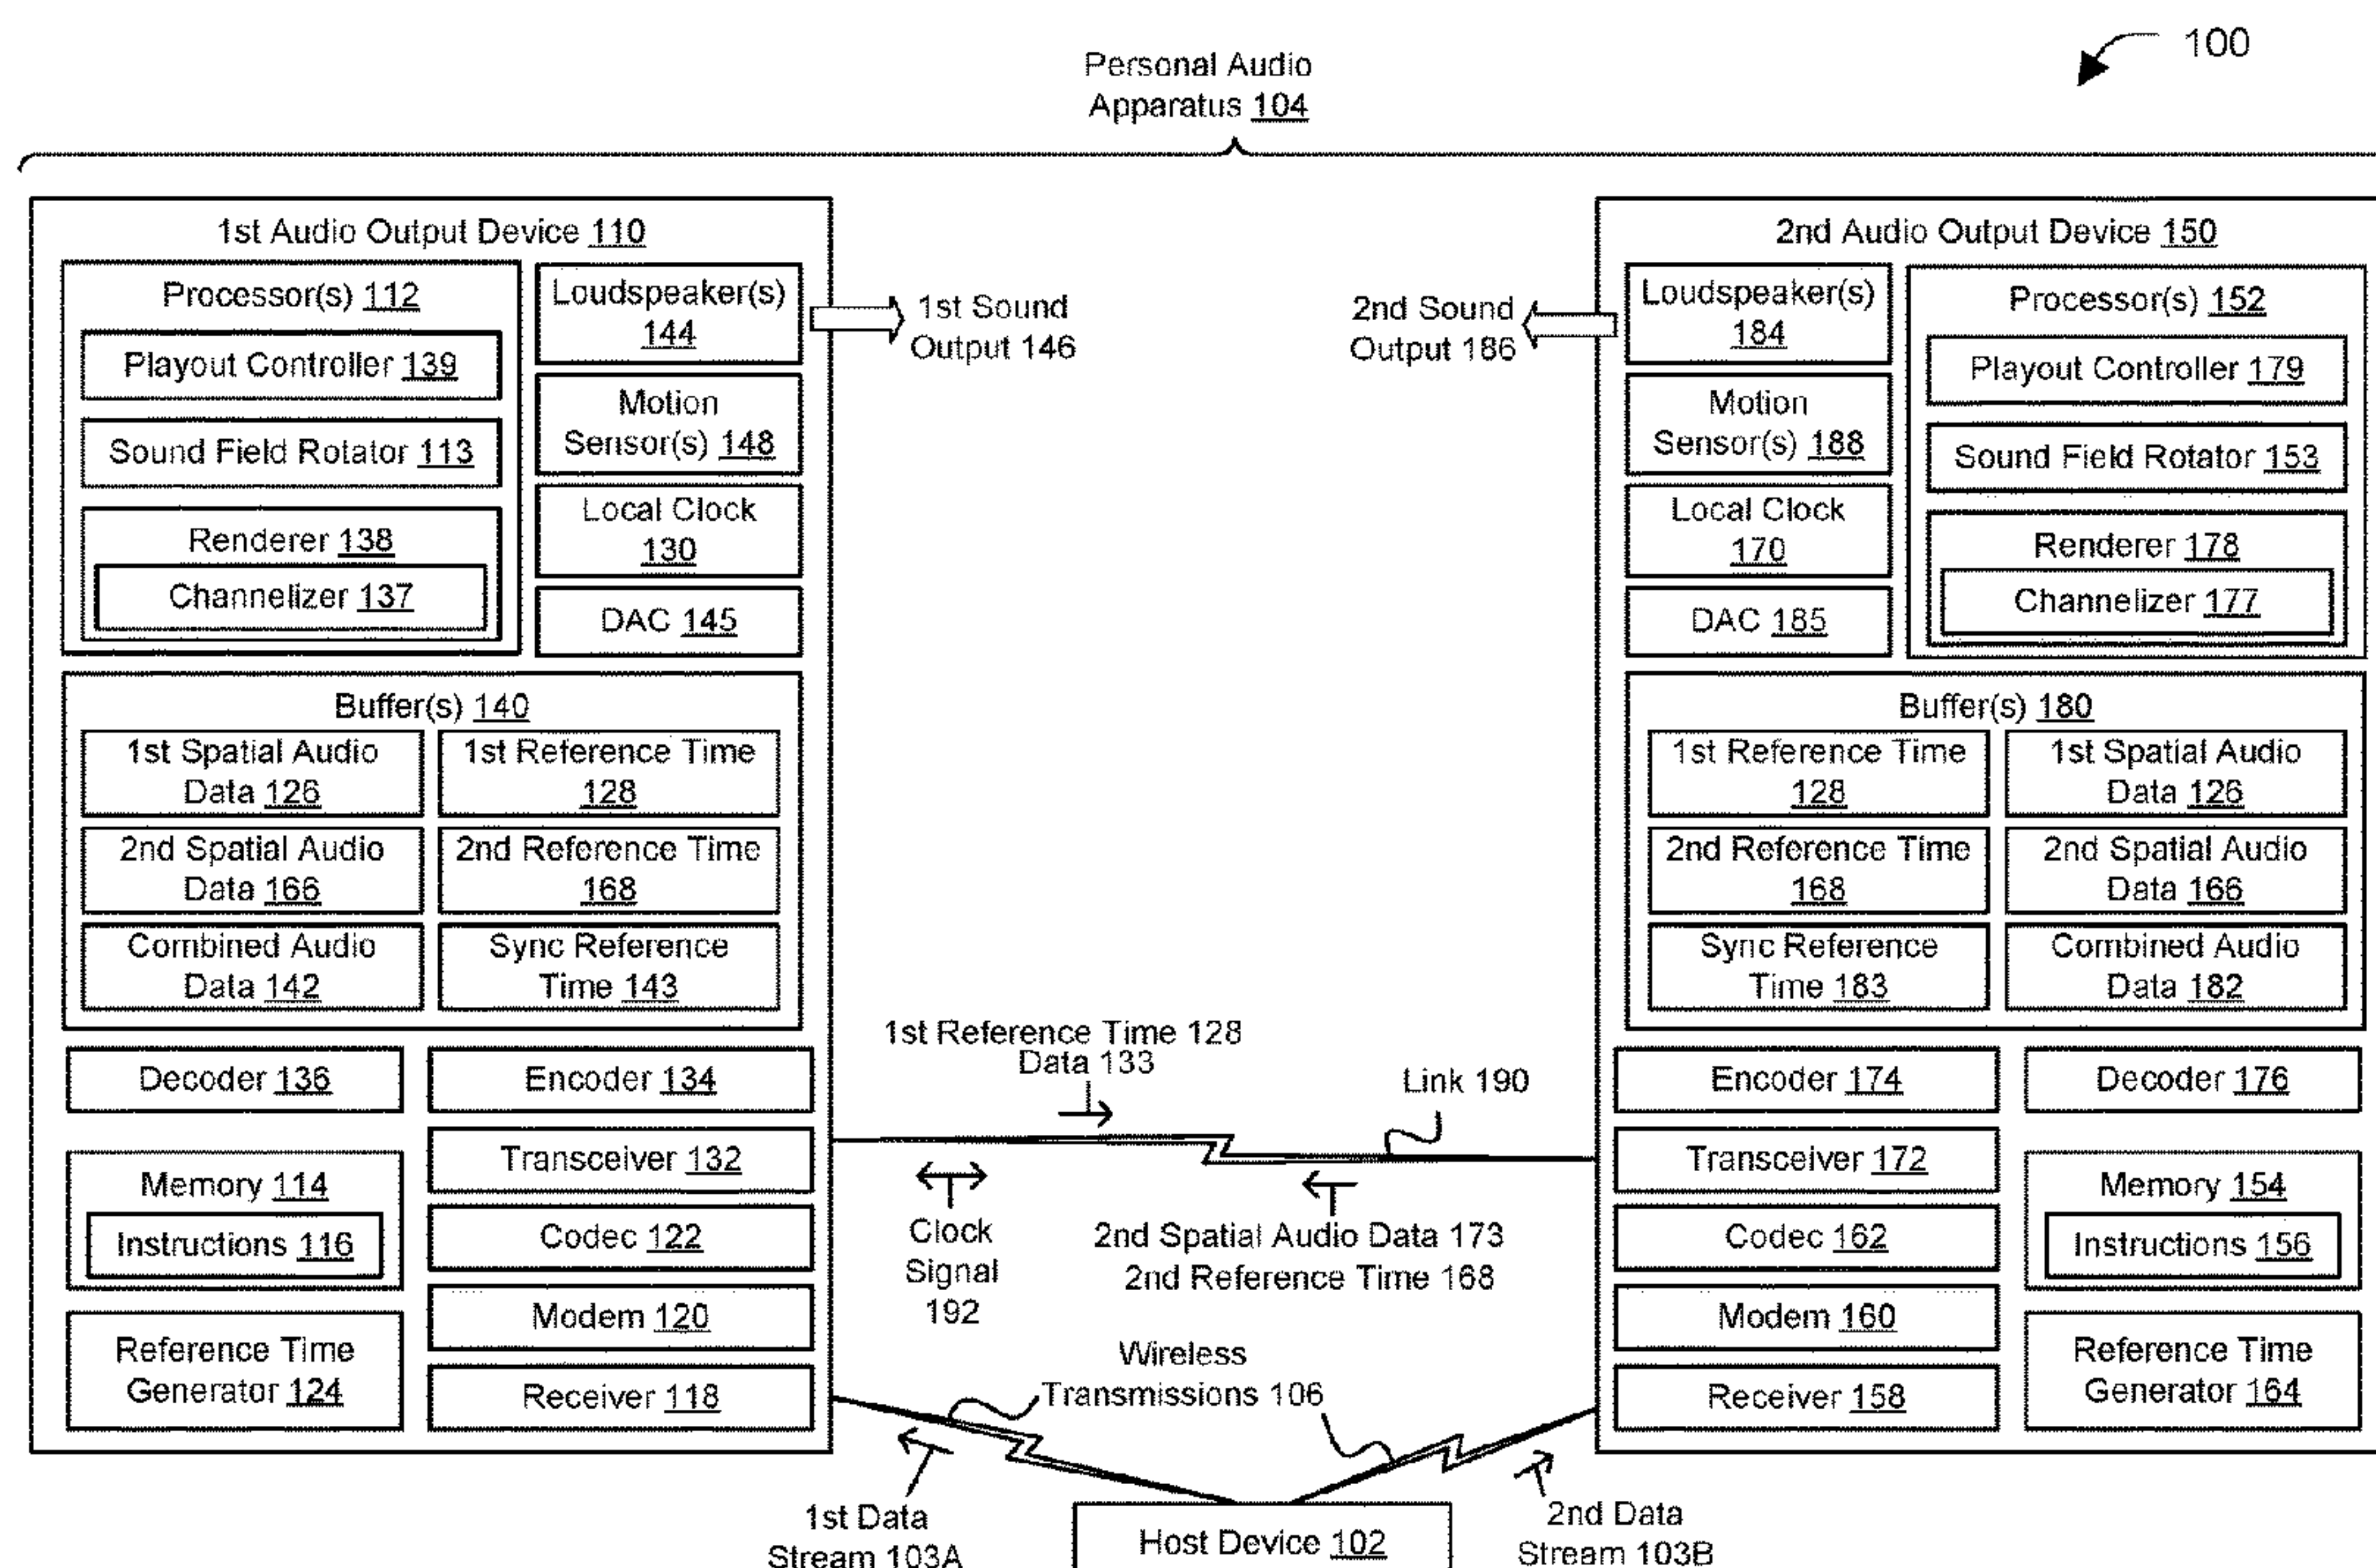 100
Personal Audio
Apparatus 104
1st Audio Output Device 110
Processor(s) 112
Playout Controller 139
Sound Field Rotator 113
Renderer 138
Channelizer 137
Loudspeaker(s)
144
Motion
Sensor(s) 148
Local Clock
130
DAC 145
1st Sound
Output 146
Buffer(s) 140
1st Spatial Audio
Data 126
1st Reference Time
128
2nd Spatial Audio
Data 166
2nd Reference Time
168
Combined Audio
Data 142
Sync Reference
Time 143
Decoder 136
Encoder 134
Memory 114
Instructions 116
Reference Time
Generator 124
Transceiver 132
Codec 122
Modem 120
Receiver 118
1st Reference Time 128
Data 133
Link 190
Clock
Signal
192
2nd Spatial Audio Data 173
2nd Reference Time 168
Wireless
Transmissions 106
1st Data
Stream 103A
Host Device 102
2nd Data
Stream 103B
2nd Audio Output Device 150
2nd Sound
Output 186
Loudspeaker(s)
184
Motion
Sensor(s) 188
Local Clock
170
DAC 185
Processor(s) 152
Playout Controller 179
Sound Field Rotator 153
Renderer 178
Channelizer 177
Buffer(s) 180
1st Reference Time
128
1st Spatial Audio
Data 126
2nd Reference Time
168
2nd Spatial Audio
Data 166
Sync Reference
Time 183
Combined Audio
Data 182
Encoder 174
Decoder 176
Transceiver 172
Codec 162
Modem 160
Receiver 158
Memory 154
Instructions 156
Reference Time
Generator 164